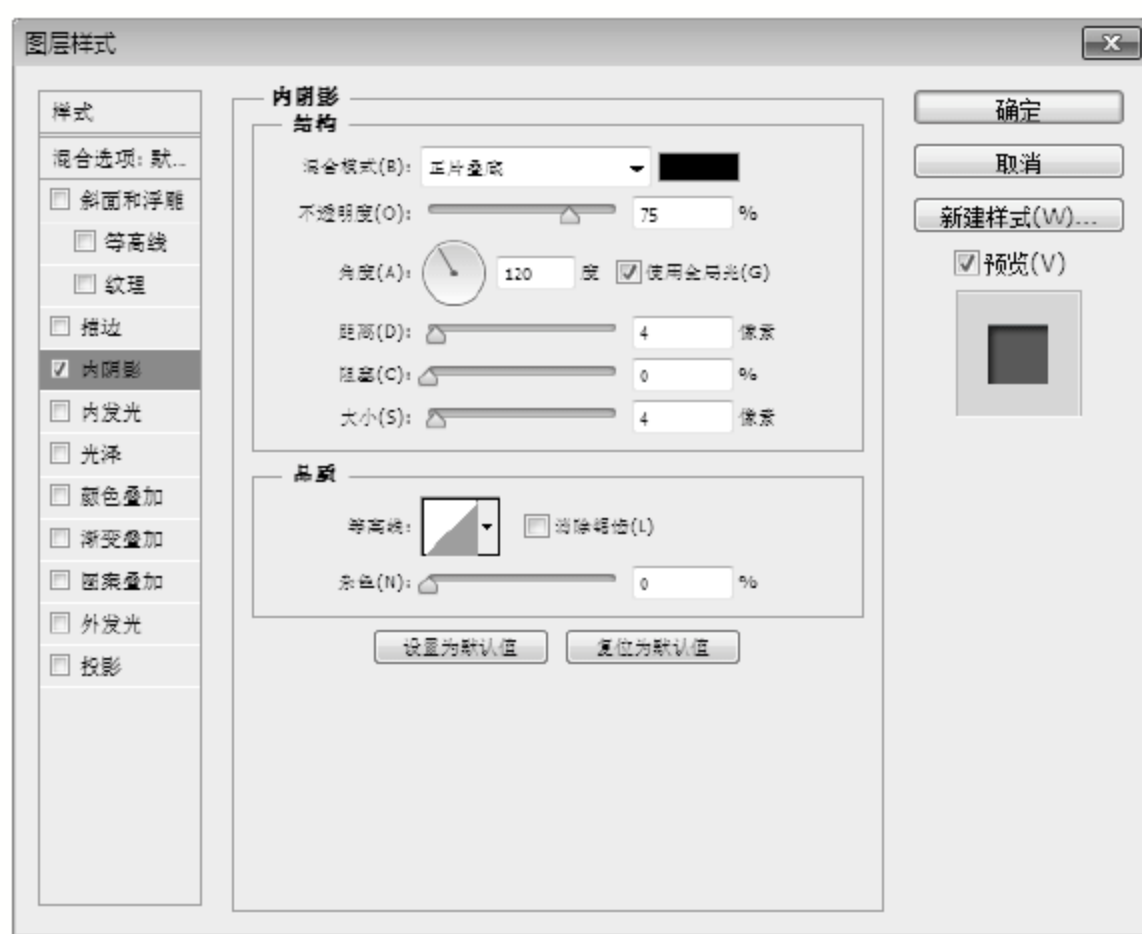 图层样式
样式
混合选项: 默...
斜面和浮雕
等高线
纹理
描边
内阴影
内发光
光泽
颜色叠加
渐变叠加
图案叠加
外发光
投影
内阴影
结构
混合模式(B): 正片叠底
不透明度(O): 75 %
角度(A): 120 度 使用全局光(G)
距离(D): 4 像素
阻塞(C): 0 %
大小(S): 4 像素
品质
等高线: 消除锯齿(L)
杂色(N): 0 %
设置为默认值 复位为默认值
确定
取消
新建样式(W)...
预览(V)